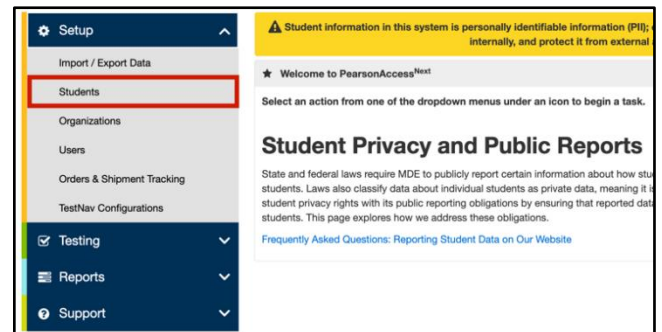 Setup
Import / Export Data
Students
Organizations
Users
Orders & Shipment Tracking
TestNav Configurations
Testing
Reports
Support
Student information in this system is personally identifiable information (PII);
internally, and protect it from external
Welcome to PearsonAccessNext
Select an action from one of the dropdown menus under an icon to begin a task.
Student Privacy and Public Reports
State and federal laws require MDE to publicly report certain information about how
students. Laws also classify data about individual students as private data, meaning it
student privacy rights with its public reporting obligations by ensuring that reported
students. This page explores how we address these obligations.
Frequently Asked Questions: Reporting Student Data on Our Website